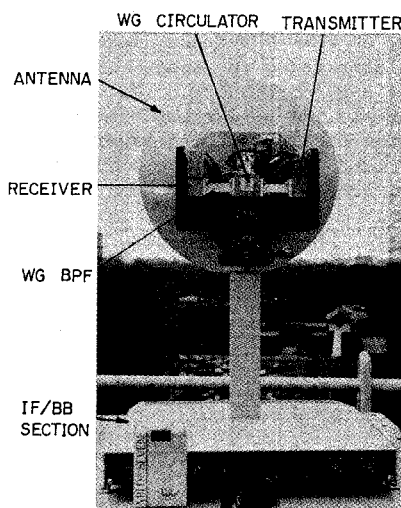 WG CIRCULATOR TRANSMITTER
ANTENNA
RECEIVER
WG BPF
IF/BB
SECTION